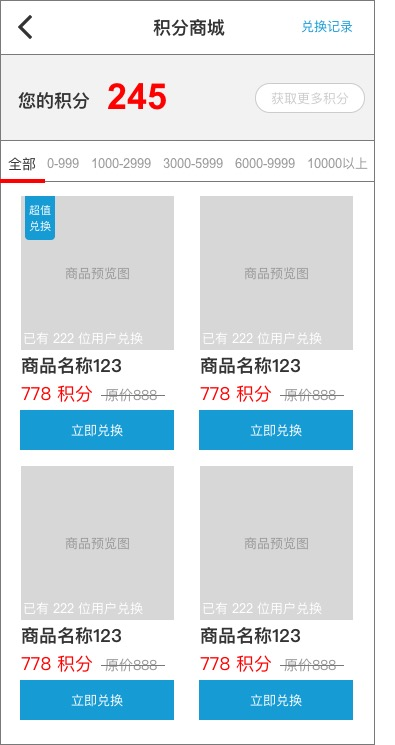 积分商城 兑换记录
您的积分 245 获取更多积分
全部 0-999 1000-2999 3000-5999 6000-9999 10000以上
超值
兑换
商品预览图 商品预览图
已有 222 位用户兑换 已有 222 位用户兑换
商品名称123 商品名称123
778 积分 原价888 778 积分 原价888
立即兑换 立即兑换
商品预览图 商品预览图
已有 222 位用户兑换 已有 222 位用户兑换
商品名称123 商品名称123
778 积分 原价888 778 积分 原价888
立即兑换 立即兑换